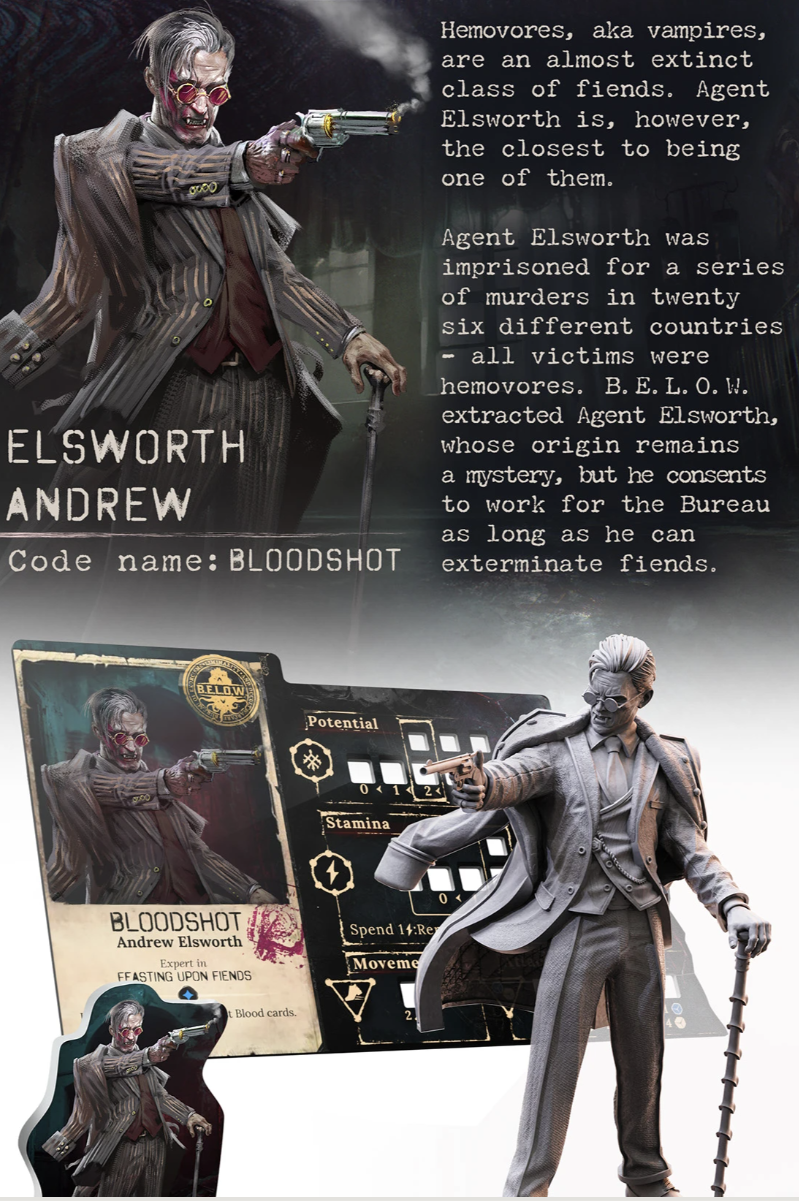 Hemovores, aka vampires,
are an almost extinct
class of fiends. Agent
Elsworth is, however,
the closest to being
one of them.
Agent Elsworth was
imprisoned for a series
of murders in twenty
six different countries
- all victims were
hemovores. B.E.L.O.W.
extracted Agent Elsworth,
whose origin remains
a mystery, but he consents
to work for the Bureau
as long as he can
exterminate fiends.
ELSWORTH
ANDREW
Code name: BLOODSHOT
B.E.L.O.W
BLOODSHOT
Andrew Elsworth
Expert in
FEASTING UPON FIENDS
Blood cards.
Potential
0 1 2
Stamina
0
Spend 1 :Re
Moveme
2